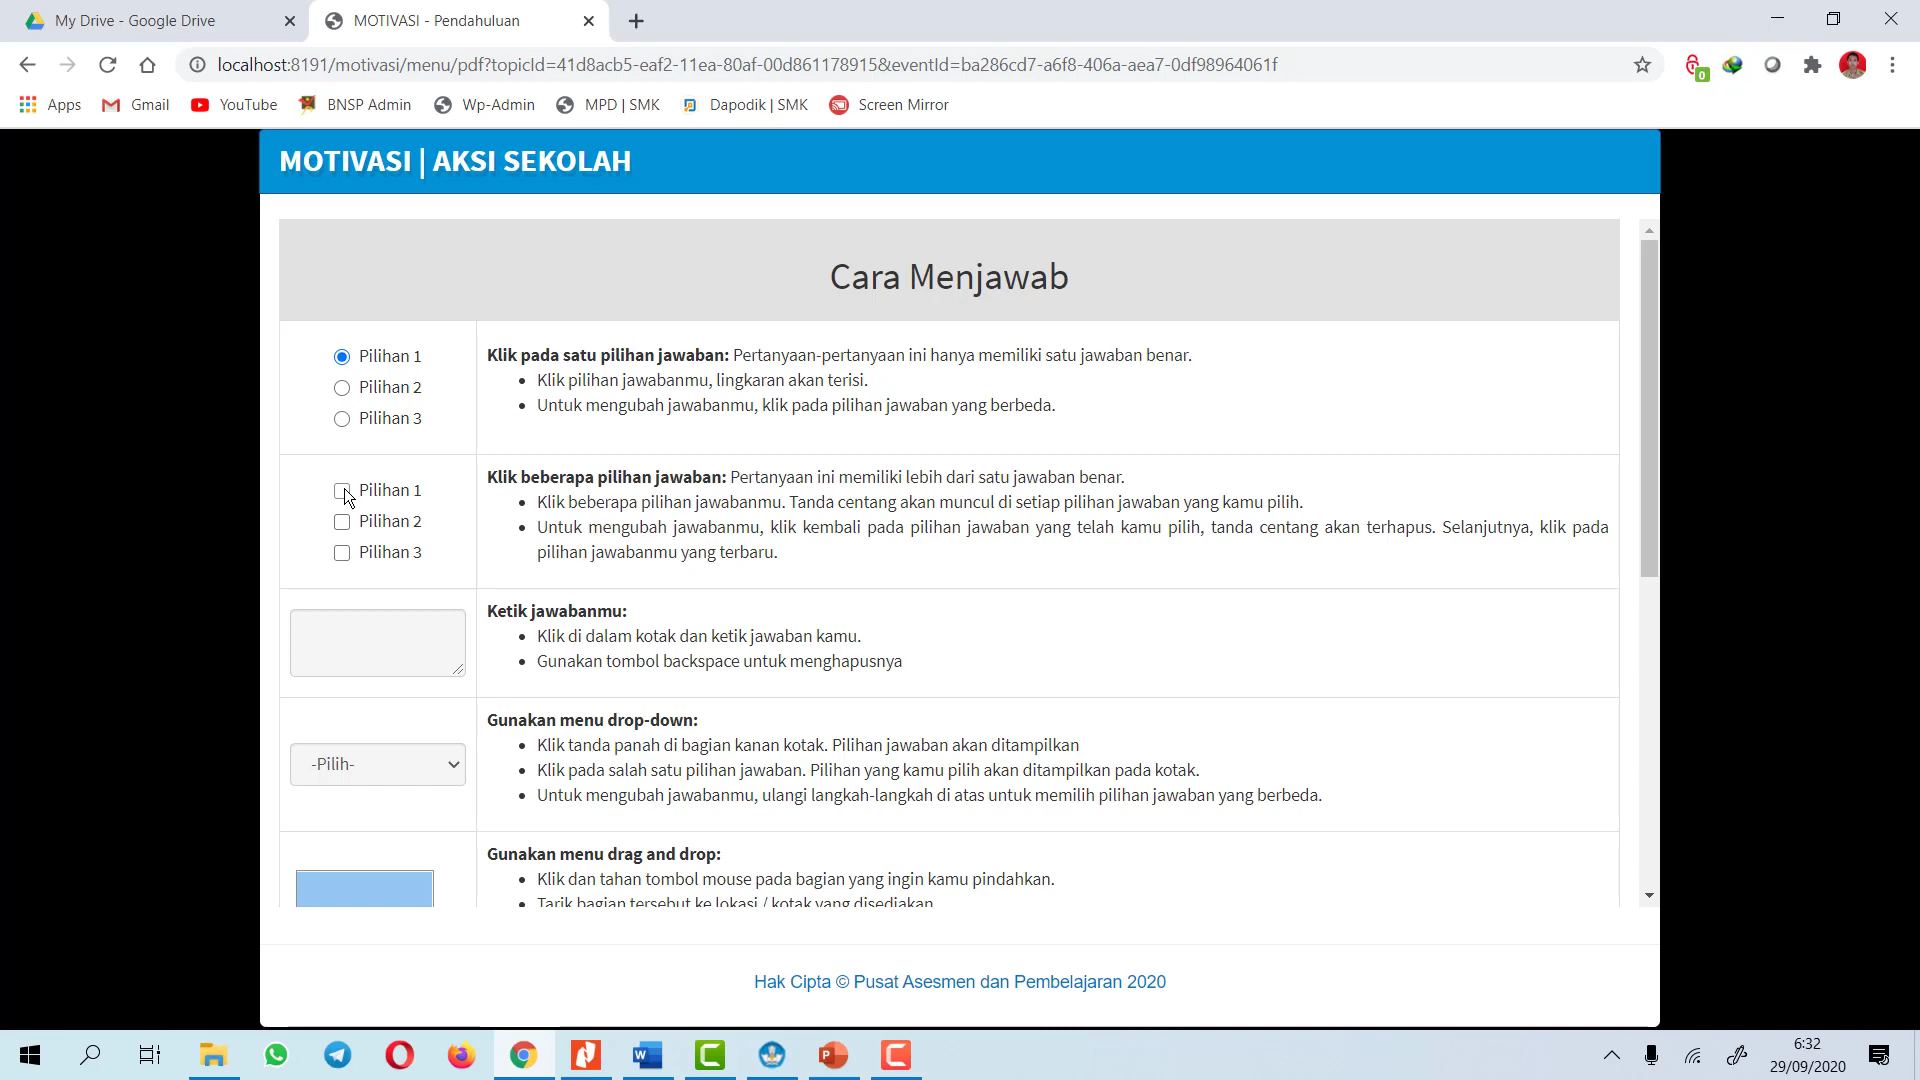 My Drive - Google Drive
MOTIVASI - Pendahuluan
localhost:8191/motivasi/menu/pdf?topicId=41d8acb5-eaf2-11ea-80af-00d861178915&eventId=ba286cd7-a6f8-406a-aea7-0df98964061f
0
Apps
Gmail
YouTube
BNSP Admin
Wp-Admin
MPD | SMK
Dapodik | SMK
Screen Mirror
MOTIVASI | AKSI SEKOLAH
Cara Menjawab
Pilihan 1
Pilihan 2
Pilihan 3
Klik pada satu pilihan jawaban: Pertanyaan-pertanyaan ini hanya memiliki satu jawaban benar.
Klik pilihan jawabanmu, lingkaran akan terisi.
Untuk mengubah jawabanmu, klik pada pilihan jawaban yang berbeda.
Pilihan 1
Pilihan 2
Pilihan 3
Klik beberapa pilihan jawaban: Pertanyaan ini memiliki lebih dari satu jawaban benar.
Klik beberapa pilihan jawabanmu. Tanda centang akan muncul di setiap pilihan jawaban yang kamu pilih.
Untuk mengubah jawabanmu, klik kembali pada pilihan jawaban yang telah kamu pilih, tanda centang akan terhapus. Selanjutnya, klik pada
pilihan jawabanmu yang terbaru.
Ketik jawabanmu:
Klik di dalam kotak dan ketik jawaban kamu.
Gunakan tombol backspace untuk menghapusnya
-Pilih-
Gunakan menu drop-down:
Klik tanda panah di bagian kanan kotak. Pilihan jawaban akan ditampilkan
Klik pada salah satu pilihan jawaban. Pilihan yang kamu pilih akan ditampilkan pada kotak.
Untuk mengubah jawabanmu, ulangi langkah-langkah di atas untuk memilih pilihan jawaban yang berbeda.
Gunakan menu drag and drop:
Klik dan tahan tombol mouse pada bagian yang ingin kamu pindahkan.
Tarik bagian tersebut ke lokasi / kotak yang disediakan
Hak Cipta © Pusat Asesmen dan Pembelajaran 2020
6:32
29/09/2020